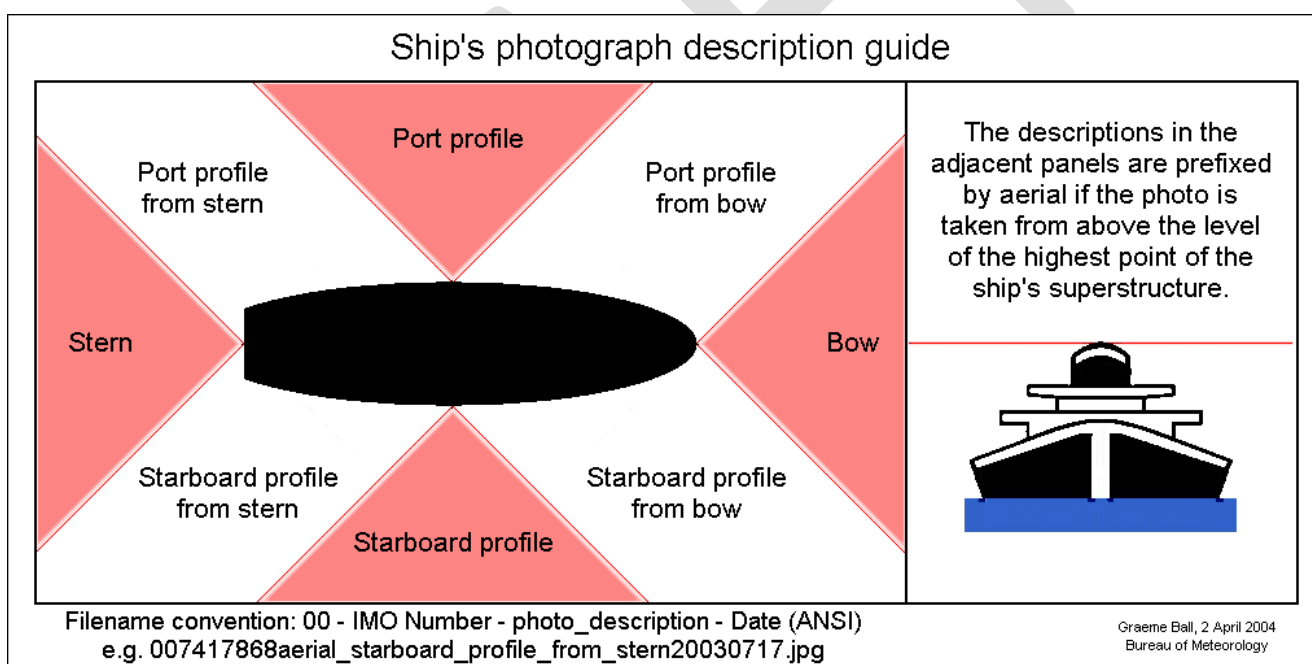 Ship's photograph description guide
Port profile
Port profile
from stern
Port profile
from bow
Stern
Bow
Starboard profile
from stern
Starboard profile
from bow
Starboard profile
The descriptions in the
adjacent panels are prefixed
by aerial if the photo is
taken from above the level
of the highest point of the
ship's superstructure.
Filename convention: 00 - IMO Number - photo_description - Date (ANSI)
e.g. 007417868aerial_starboard_profile_from_stern20030717.jpg
Graeme Ball, 2 April 2004
Bureau of Meteorology